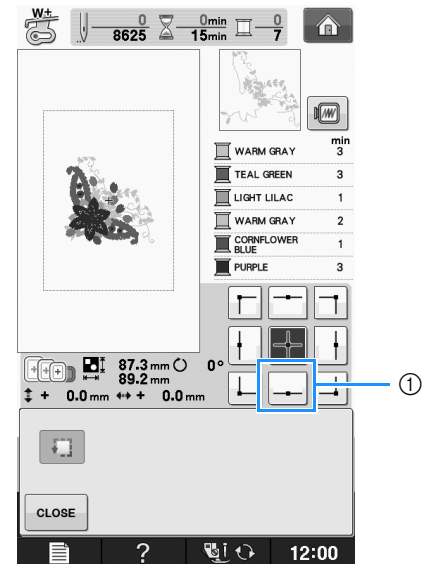 W+
0 0min 0
8625 15min 7
min
WARM GRAY 3
TEAL GREEN 3
LIGHT LILAC 1
WARM GRAY 2
CORNFLOWER
BLUE 1
PURPLE 3
87.3 mm 0°
89.2 mm
+ 0.0 mm + 0.0 mm
①
CLOSE
? 12:00